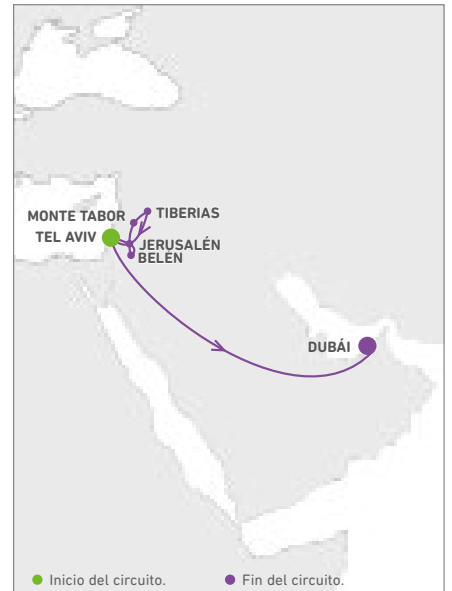 MONTE TABOR
TIBERIAS
TEL AVIV
JERUSALÉN
BELÉN
DUBÁI
Inicio del circuito.
Fin del circuito.